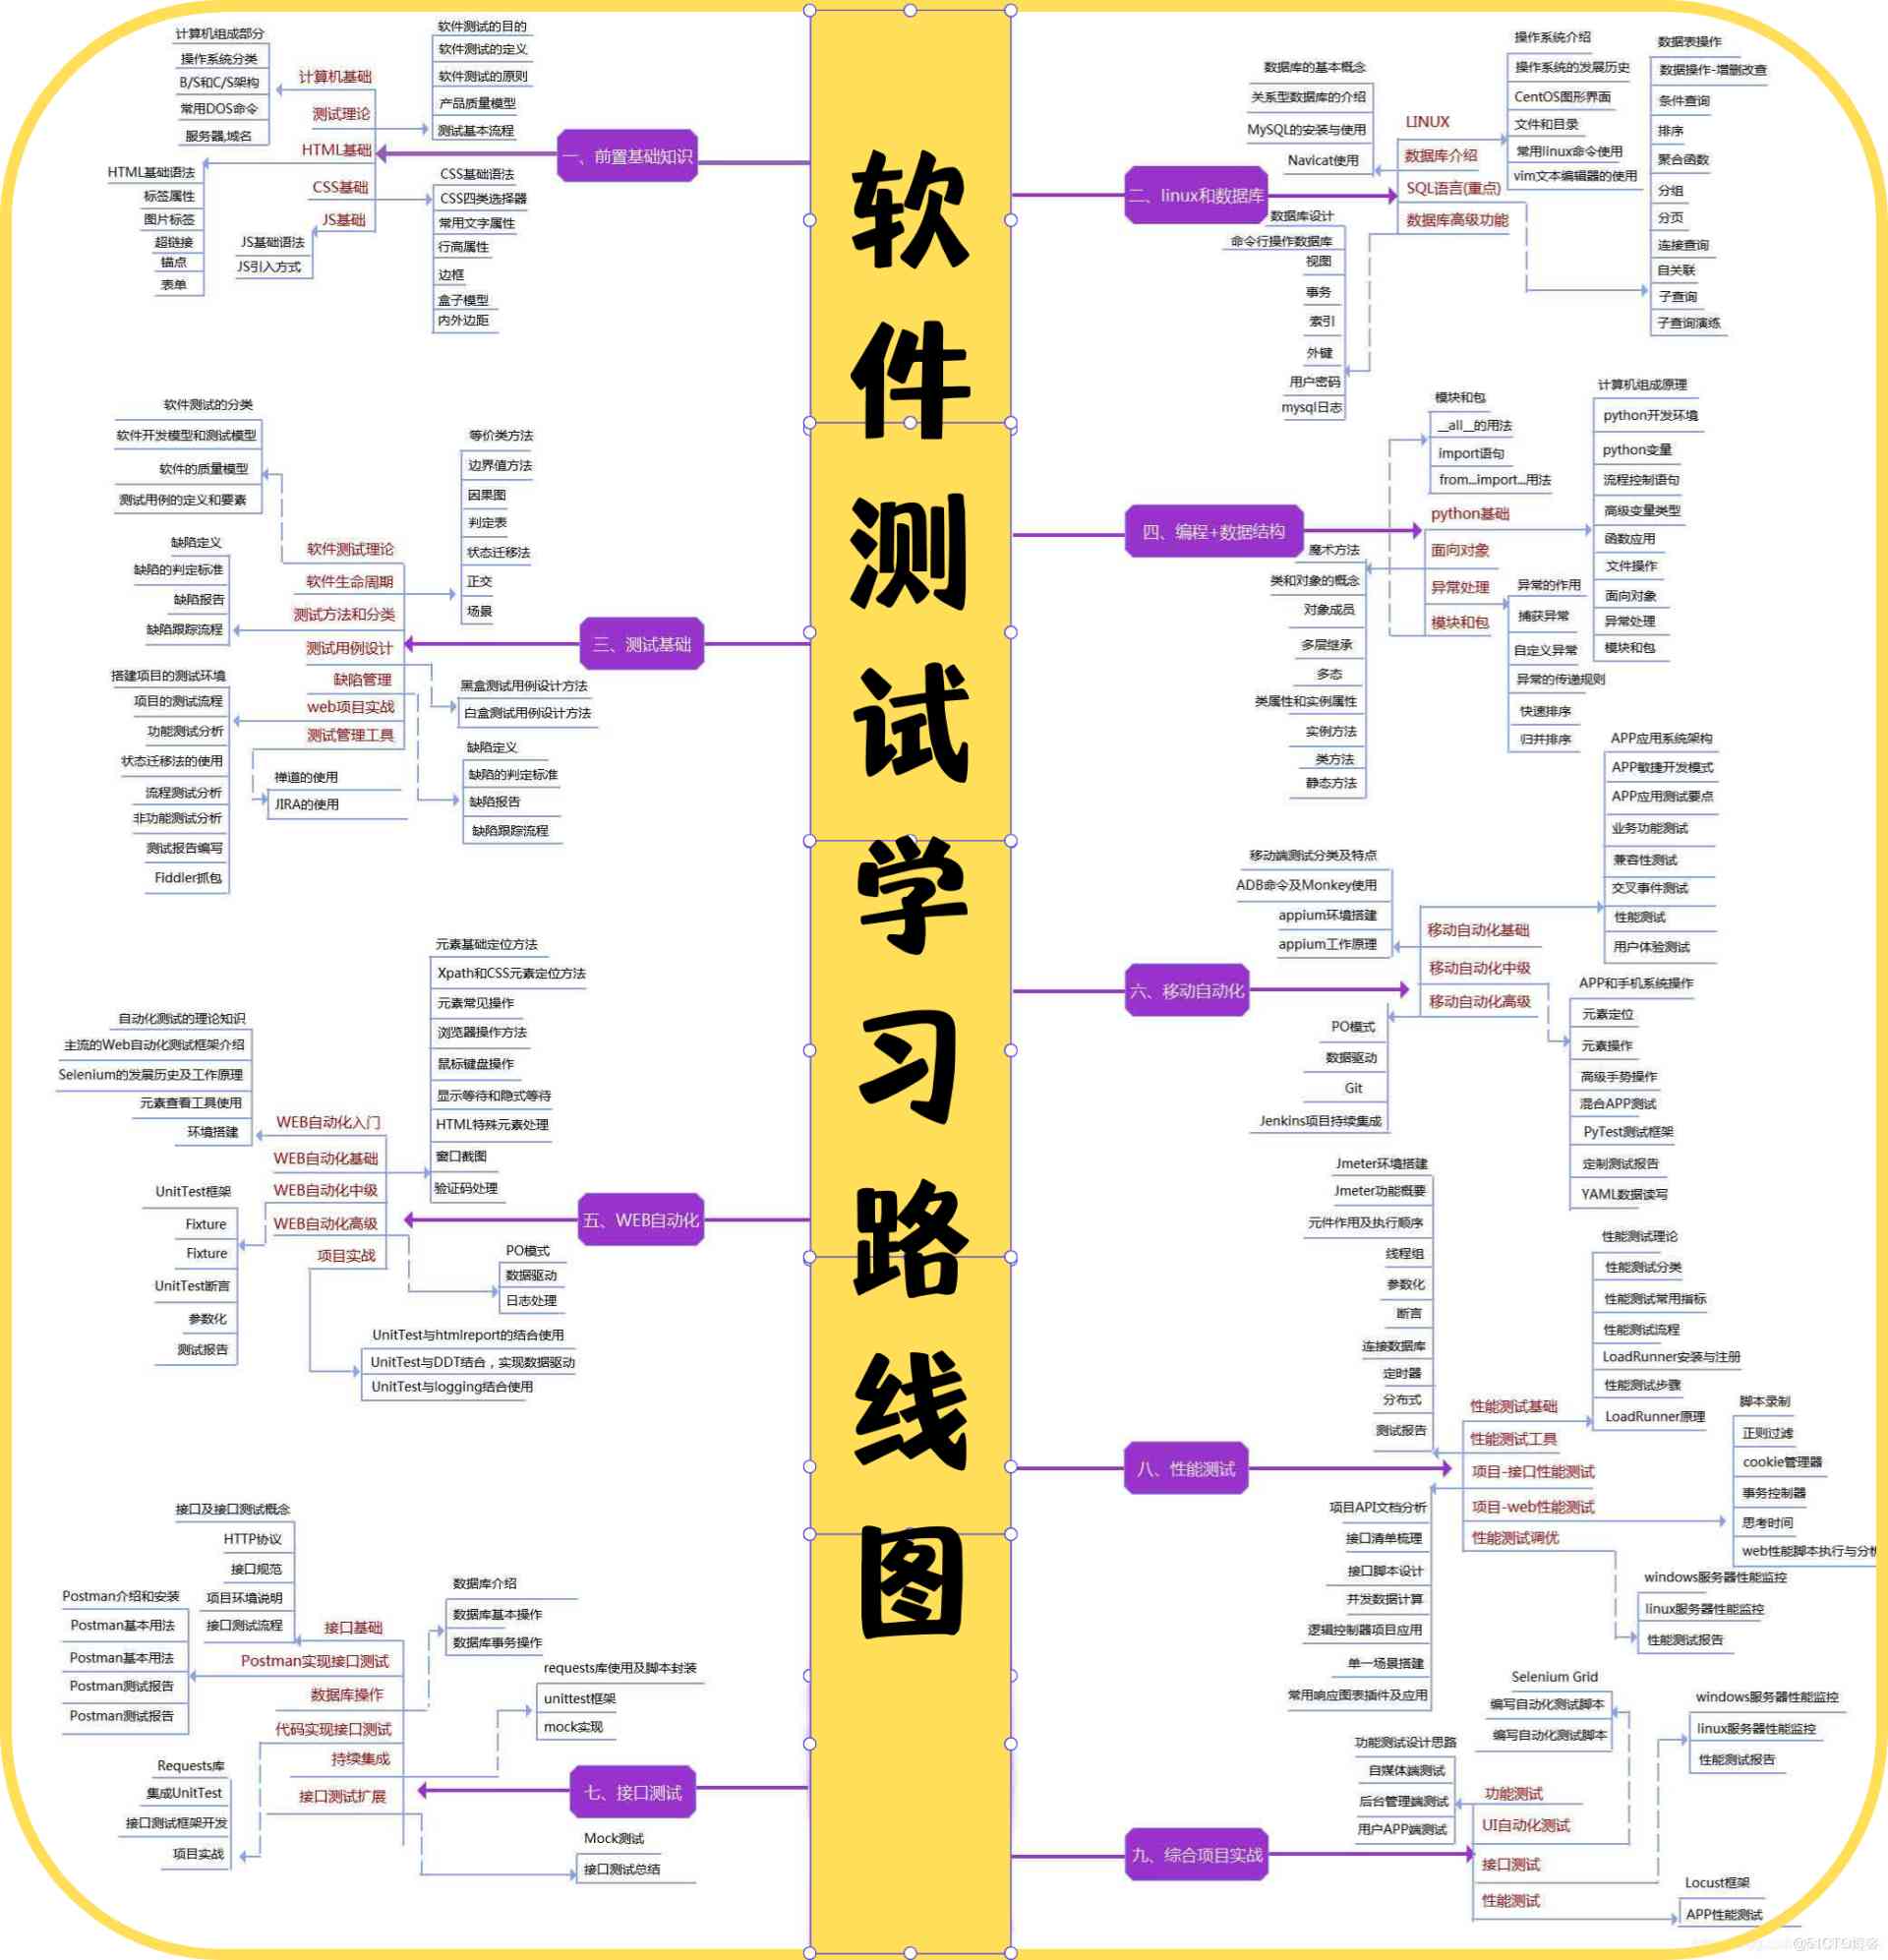 软件测试学习路线图
一、前置基础知识
计算机基础
测试理论
HTML基础
CSS基础
JS基础
计算机组成部分
操作系统分类
B/S和C/S架构
常用DOS命令
服务器,域名
软件测试的目的
软件测试的定义
软件测试的原则
产品质量模型
测试基本流程
HTML基础语法
标签属性
图片标签
超链接
锚点
表单
CSS基础语法
CSS四类选择器
常用文字属性
行高属性
边框
盒子模型
内外边距
JS基础语法
JS引入方式
二、linux和数据库
LINUX
数据库介绍
SQL语言(重点)
数据库高级功能
数据库的基本概念
关系型数据库的介绍
MySQL的安装与使用
Navicat使用
操作系统介绍
操作系统的发展历史
CentOS图形界面
文件和目录
常用linux命令使用
vim文本编辑器的使用
数据表操作
数据操作-增删改查
条件查询
排序
聚合函数
分组
分页
连接查询
自关联
子查询
子查询演练
数据库设计
命令行操作数据库
视图
事务
索引
外键
用户密码
mysql日志
三、测试基础
软件测试理论
软件生命周期
测试方法和分类
测试用例设计
缺陷管理
web项目实战
测试管理工具
软件测试的分类
软件开发模型和测试模型
软件的质量模型
测试用例的定义和要素
等价类方法
边界值方法
因果图
判定表
状态迁移法
正交
场景
缺陷定义
缺陷的判定标准
缺陷报告
缺陷跟踪流程
搭建项目的测试环境
项目的测试流程
功能测试分析
状态迁移法的使用
流程测试分析
非功能测试分析
测试报告编写
Fiddler抓包
黑盒测试用例设计方法
白盒测试用例设计方法
缺陷定义
缺陷的判定标准
缺陷报告
缺陷跟踪流程
禅道的使用
JIRA的使用
四、编程+数据结构
python基础
面向对象
异常处理
模块和包
模块和包
__all__的用法
import语句
from...import...用法
计算机组成原理
python开发环境
python变量
流程控制语句
高级变量类型
函数应用
文件操作
面向对象
异常处理
模块和包
魔术方法
类和对象的概念
对象成员
多层继承
多态
类属性和实例属性
实例方法
类方法
静态方法
异常的作用
捕获异常
自定义异常
异常的传递规则
快速排序
归并排序
五、WEB自动化
WEB自动化入门
WEB自动化基础
WEB自动化中级
WEB自动化高级
项目实战
自动化测试的理论知识
主流的Web自动化测试框架介绍
Selenium的发展历史及工作原理
元素查看工具使用
环境搭建
元素基础定位方法
Xpath和CSS元素定位方法
元素常见操作
浏览器操作方法
鼠标键盘操作
显示等待和隐式等待
HTML特殊元素处理
窗口截图
验证码处理
UnitTest框架
Fixture
Fixture
UnitTest断言
参数化
测试报告
PO模式
数据驱动
日志处理
UnitTest与htmlreport的结合使用
UnitTest与DDT结合，实现数据驱动
UnitTest与logging结合使用
六、移动自动化
移动自动化基础
移动自动化中级
移动自动化高级
移动端测试分类及特点
ADB命令及Monkey使用
appium环境搭建
appium工作原理
APP应用系统架构
APP敏捷开发模式
APP应用测试要点
业务功能测试
兼容性测试
交叉事件测试
性能测试
用户体验测试
PO模式
数据驱动
Git
Jenkins项目持续集成
APP和手机系统操作
元素定位
元素操作
高级手势操作
混合APP测试
PyTest测试框架
定制测试报告
YAML数据读写
七、接口测试
接口基础
Postman实现接口测试
数据库操作
代码实现接口测试
持续集成
接口测试扩展
接口及接口测试概念
HTTP协议
接口规范
项目环境说明
接口测试流程
Postman介绍和安装
Postman基本用法
Postman基本用法
Postman测试报告
Postman测试报告
数据库介绍
数据库基本操作
数据库事务操作
requests库使用及脚本封装
unittest框架
mock实现
Requests库
集成UnitTest
接口测试框架开发
项目实战
Mock测试
接口测试总结
八、性能测试
性能测试基础
性能测试工具
项目-接口性能测试
项目-web性能测试
性能测试调优
Jmeter环境搭建
Jmeter功能概要
元件作用及执行顺序
线程组
参数化
断言
连接数据库
定时器
分布式
测试报告
性能测试理论
性能测试分类
性能测试常用指标
性能测试流程
LoadRunner安装与注册
性能测试步骤
LoadRunner原理
脚本录制
正则过滤
cookie管理器
事务控制器
思考时间
web性能脚本执行与分析
项目API文档分析
接口清单梳理
接口脚本设计
并发数据计算
逻辑控制器项目应用
单一场景搭建
常用响应图表插件及应用
windows服务器性能监控
linux服务器性能监控
性能测试报告
九、综合项目实战
功能测试
UI自动化测试
接口测试
性能测试
功能测试设计思路
自媒体端测试
后台管理端测试
用户APP端测试
Selenium Grid
编写自动化测试脚本
编写自动化测试脚本
windows服务器性能监控
linux服务器性能监控
性能测试报告
Locust框架
APP性能测试
@51CTO博客